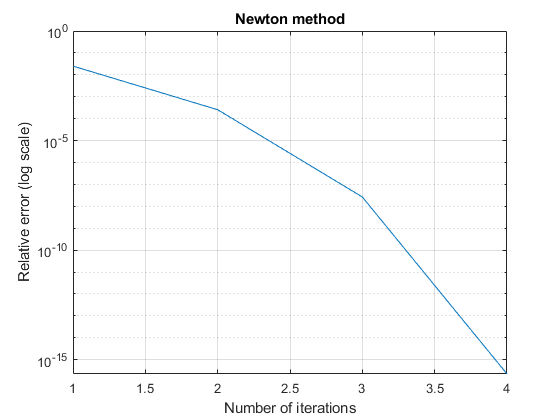 Newton method
10^0
10^-5
10^-10
10^-15
Relative error (log scale)
1 1.5 2 2.5 3 3.5 4
Number of iterations